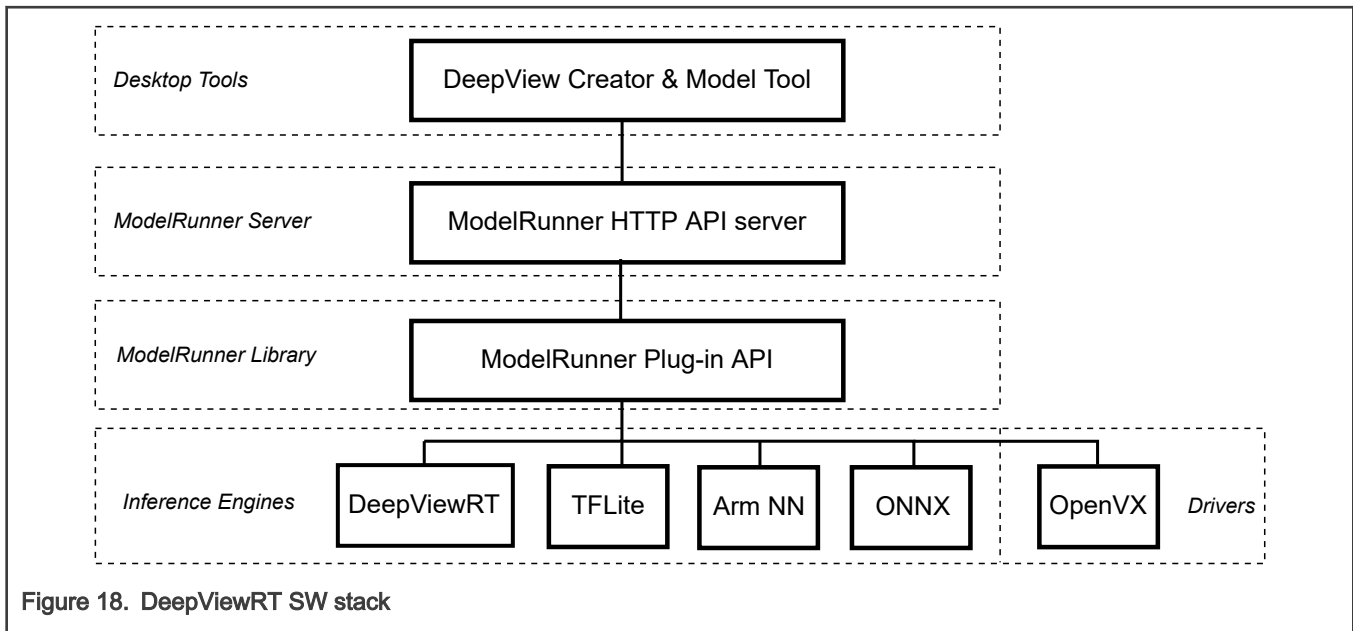 Desktop Tools
DeepView Creator & Model Tool
ModelRunner Server
ModelRunner HTTP API server
ModelRunner Library
ModelRunner Plug-in API
Inference Engines
DeepViewRT
TFLite
Arm NN
ONNX
OpenVX
Drivers
Figure 18. DeepViewRT SW stack